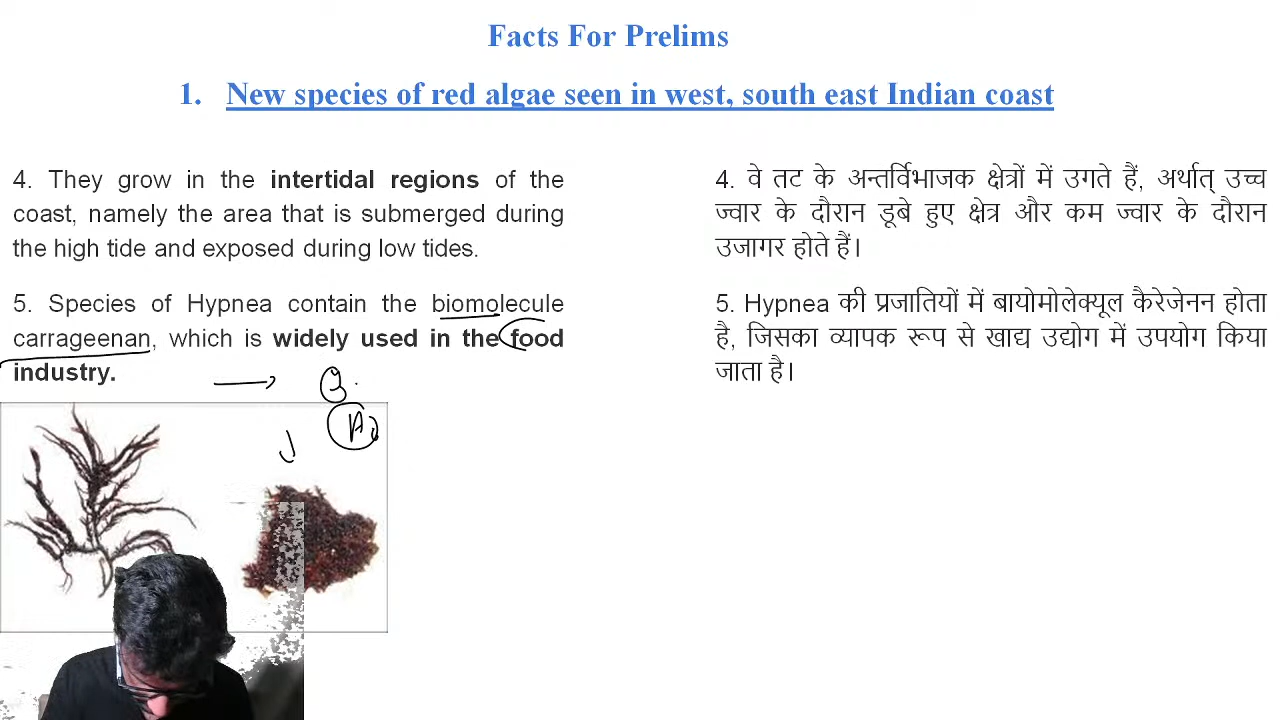 Facts For Prelims
1. New species of red algae seen in west, south east Indian coast
4. They grow in the intertidal regions of the
coast, namely the area that is submerged during
the high tide and exposed during low tides.
5. Species of Hypnea contain the biomolecule
carrageenan, which is widely used in the food
industry.
4. वे तट के अन्तर्विभाजक क्षेत्रों में उगते हैं, अर्थात् उच्च
ज्वार के दौरान डूबे हुए क्षेत्र और कम ज्वार के दौरान
उजागर होते हैं।
5. Hypnea की प्रजातियों में बायोमोलेक्यूल कैरेजेनन होता
है, जिसका व्यापक रूप से खाद्य उद्योग में उपयोग किया
जाता है।